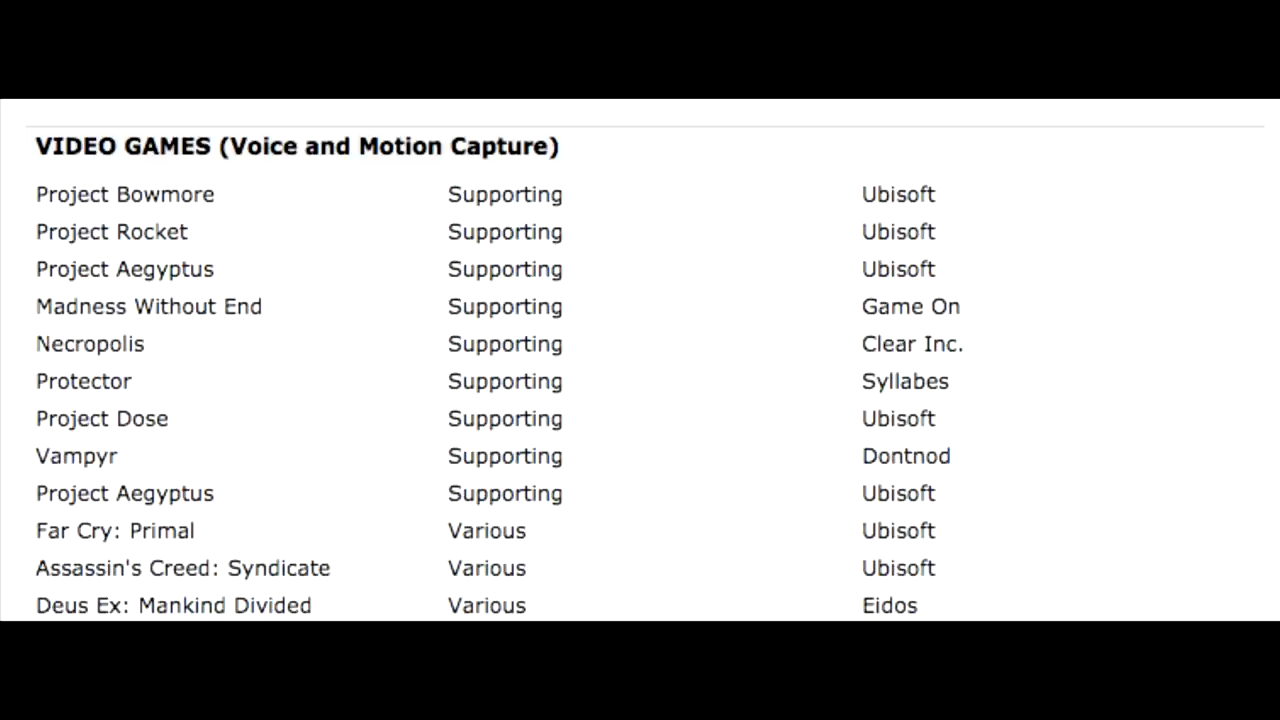 VIDEO GAMES (Voice and Motion Capture)
Project Bowmore Supporting Ubisoft
Project Rocket Supporting Ubisoft
Project Aegyptus Supporting Ubisoft
Madness Without End Supporting Game On
Necropolis Supporting Clear Inc.
Protector Supporting Syllabes
Project Dose Supporting Ubisoft
Vampyr Supporting Dontnod
Project Aegyptus Supporting Ubisoft
Far Cry: Primal Various Ubisoft
Assassin's Creed: Syndicate Various Ubisoft
Deus Ex: Mankind Divided Various Eidos